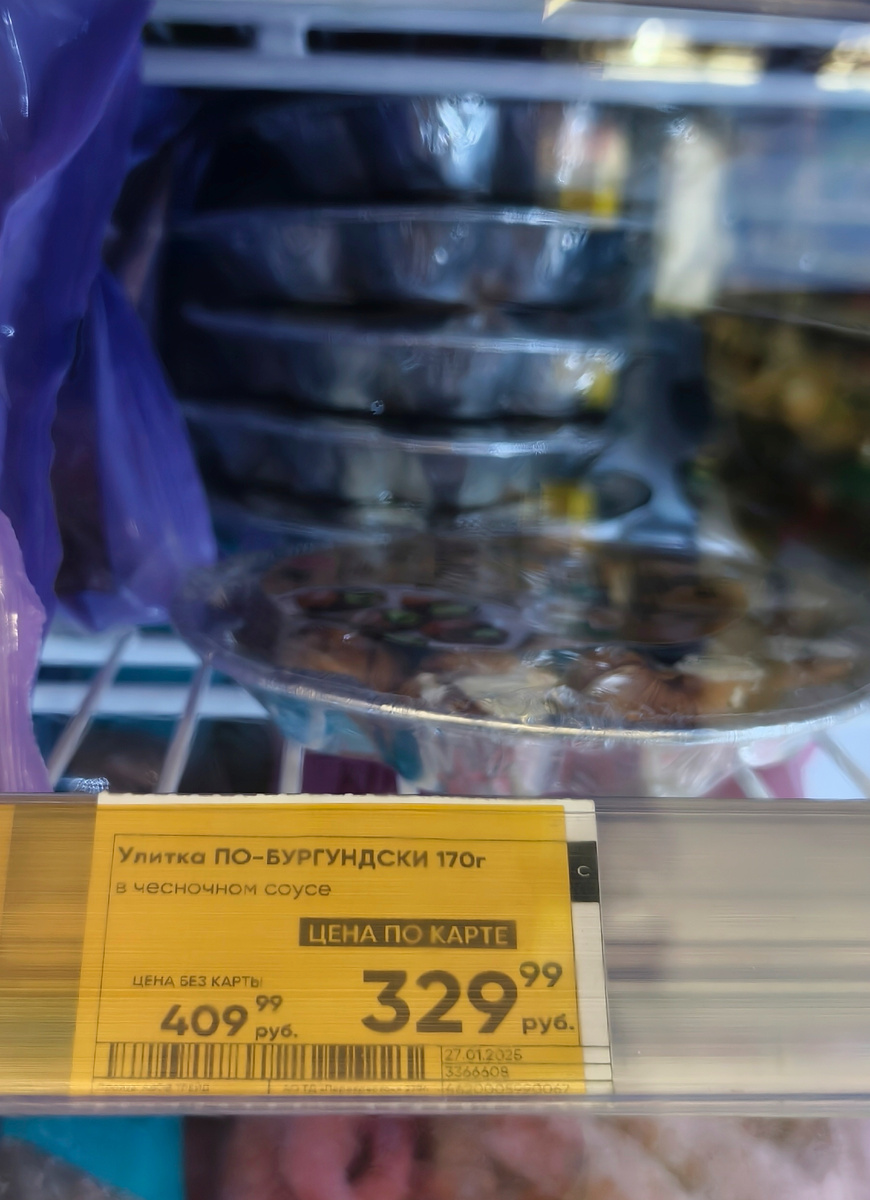 Улитка ПО-БУРГУНДСКИ 170г
в чесночном соусе
С
ЦЕНА ПО КАРТЕ
ЦЕНА БЕЗ КАРТЫ
409 99 руб.
329 99 руб.
27.01.2025
3366608